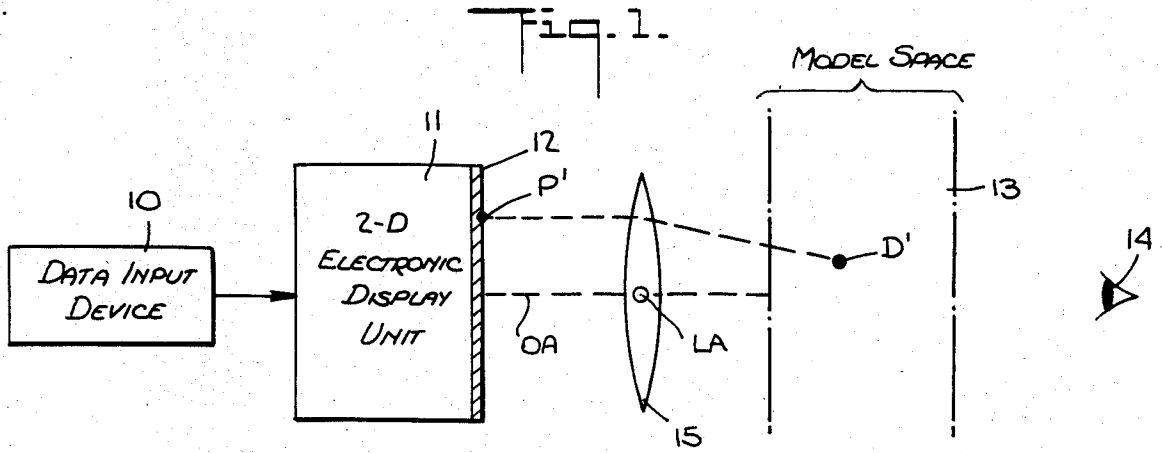 Fig.1.
MODEL SPACE
11
12
P'
13
10
2-D
ELECTRONIC
DISPLAY
UNIT
D'
14
DATA INPUT
DEVICE
OA
LA
15